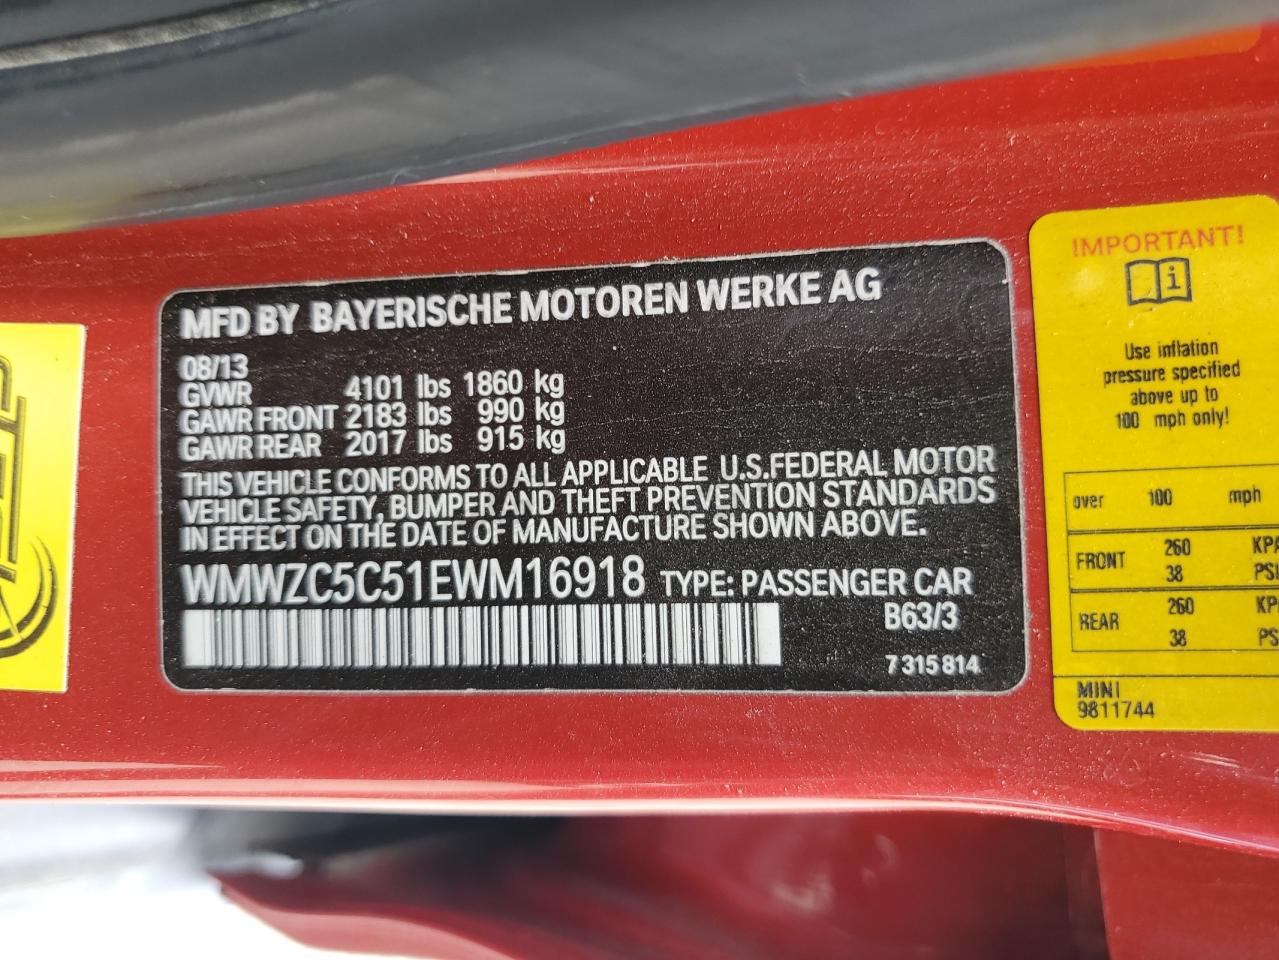 MFD BY BAYERISCHE MOTOREN WERKE AG
08/13
GVWR 4101 lbs 1860 kg
GAWR FRONT 2183 lbs 990 kg
GAWR REAR 2017 lbs 915 kg
THIS VEHICLE CONFORMS TO ALL APPLICABLE U.S.FEDERAL MOTOR
VEHICLE SAFETY, BUMPER AND THEFT PREVENTION STANDARDS
IN EFFECT ON THE DATE OF MANUFACTURE SHOWN ABOVE.
WMWZC5C51EWM16918 TYPE: PASSENGER CAR
B63/3
7 315 814
IMPORTANT!
i
Use inflation
pressure specified
above up to
100 mph only!
over 100 mph
FRONT 260 KPA
38 PSI
REAR 260 KP
38 PS
MINI
9811744